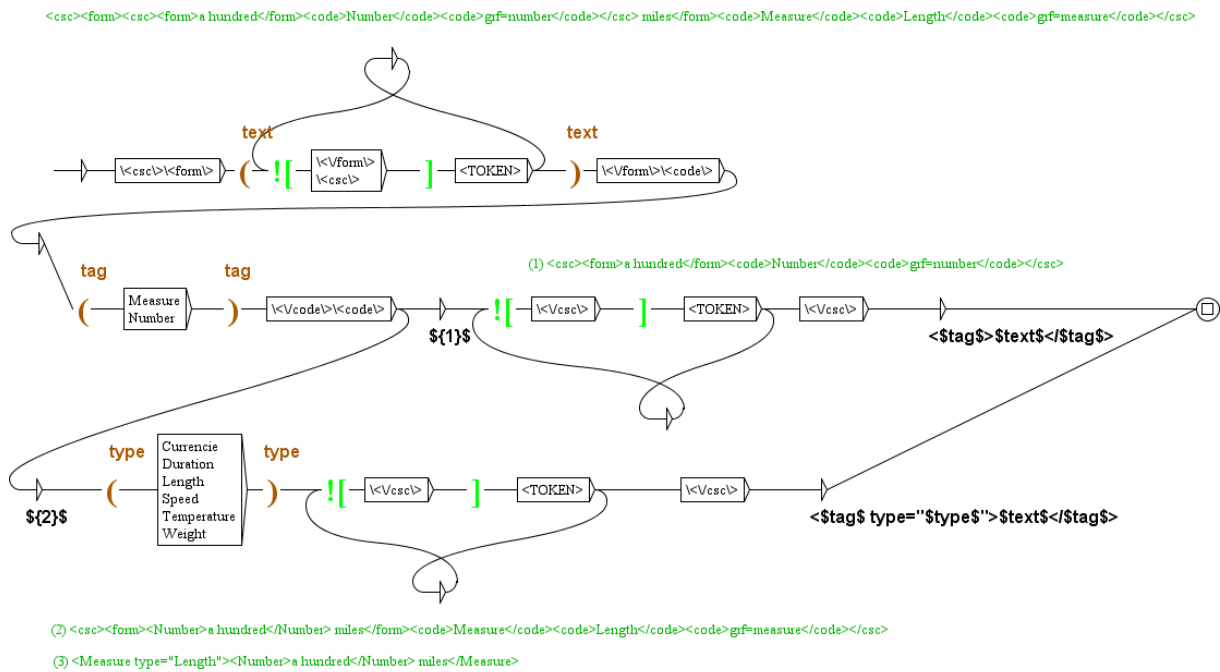 <csc><form><csc><form>a hundred</form><code>Number</code><code>grf=number</code></csc> miles</form><code>Measure</code><code>Length</code><code>grf=measure</code></csc>
text text
\<csc\>\<form\> ( ![ \<\/form\> ] <TOKEN> ) \<\/form\>\<code\>
\<csc\>
(1) <csc><form>a hundred</form><code>Number</code><code>grf=number</code></csc>
tag tag
( Measure ) \<\/code\>\<code\> ![ \<\/csc\> ] <TOKEN> \<\/csc\>
Number
${1}$ <$tag$>$text$</$tag$>
type type
( Currencie ) ![ \<\/csc\> ] <TOKEN> \<\/csc\>
Duration
Length
Speed
Temperature
Weight
${2}$ <$tag$ type="$type$">$text$</$tag$>
(2) <csc><form><Number>a hundred</Number> miles</form><code>Measure</code><code>Length</code><code>grf=measure</code></csc>
(3) <Measure type="Length"><Number>a hundred</Number> miles</Measure>